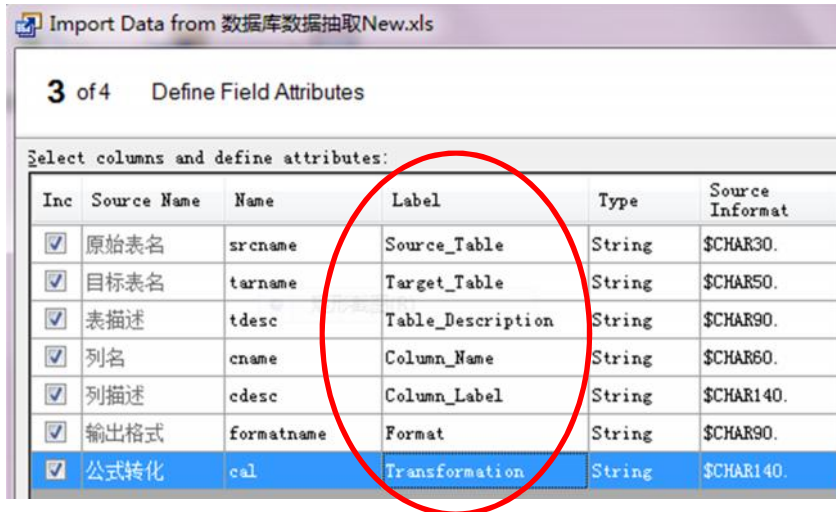 Import Data from 数据库数据抽取New.xls
3 of 4 Define Field Attributes
Select columns and define attributes:
Inc Source Name Name Label Type Source Informat
原始表名 srcname Source_Table String $CHAR30.
目标表名 tarname Target_Table String $CHAR50.
表描述 tdesc Table_Description String $CHAR90.
列名 cname Column_Name String $CHAR60.
列描述 cdesc Column_Label String $CHAR140.
输出格式 formatname Format String $CHAR90.
公式转化 cal Transformation String $CHAR140.